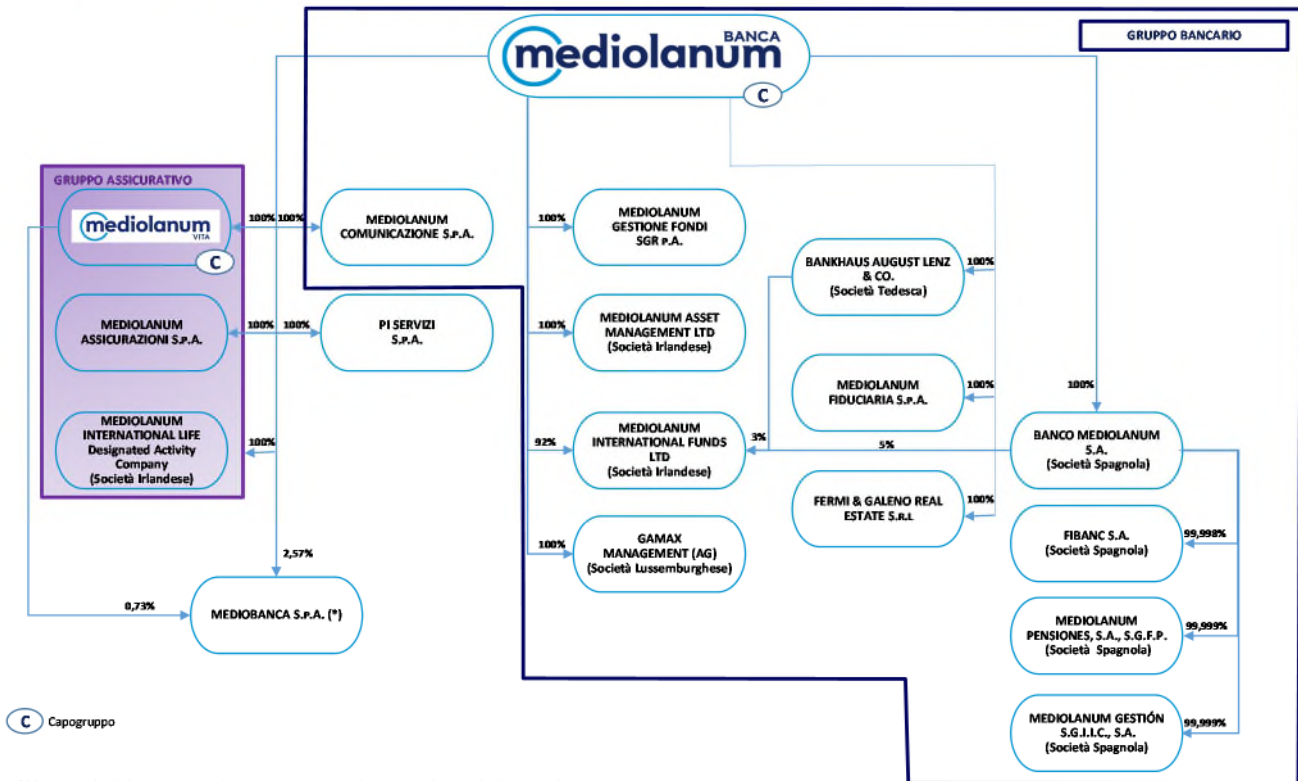 BANCA
mediolanum
C
GRUPPO BANCARIO
GRUPPO ASSICURATIVO
mediolanum
VITA
C
100%
100%
MEDIOLANUM
COMUNICAZIONE S.p.A.
100%
MEDIOLANUM
GESTIONE FONDI
SGR P.A.
BANKHAUS AUGUST LENZ
& CO.
(Società Tedesca)
100%
MEDIOLANUM
ASSICURAZIONI S.p.A.
100%
100%
PI SERVIZI
S.p.A.
100%
MEDIOLANUM ASSET
MANAGEMENT LTD
(Società Irlandese)
MEDIOLANUM
FIDUCIARIA S.p.A.
100%
100%
MEDIOLANUM
INTERNATIONAL LIFE
Designated Activity
Company
(Società Irlandese)
100%
92%
MEDIOLANUM
INTERNATIONAL FUNDS
LTD
(Società Irlandese)
3%
5%
BANCO MEDIOLANUM
S.A.
(Società Spagnola)
FERMI & GALENO REAL
ESTATE S.R.L
100%
100%
GAMAX
MANAGEMENT (AG)
(Società Lussemburghese)
FIBANC S.A.
(Società Spagnola)
99,998%
2,57%
0,73%
MEDIOBANCA S.p.A. (*)
MEDIOLANUM
PENSIONES, S.A., S.G.F.P.
(Società Spagnola)
99,999%
MEDIOLANUM GESTIÓN
S.G.I.I.C., S.A.
(Società Spagnola)
99,999%
C Capogruppo